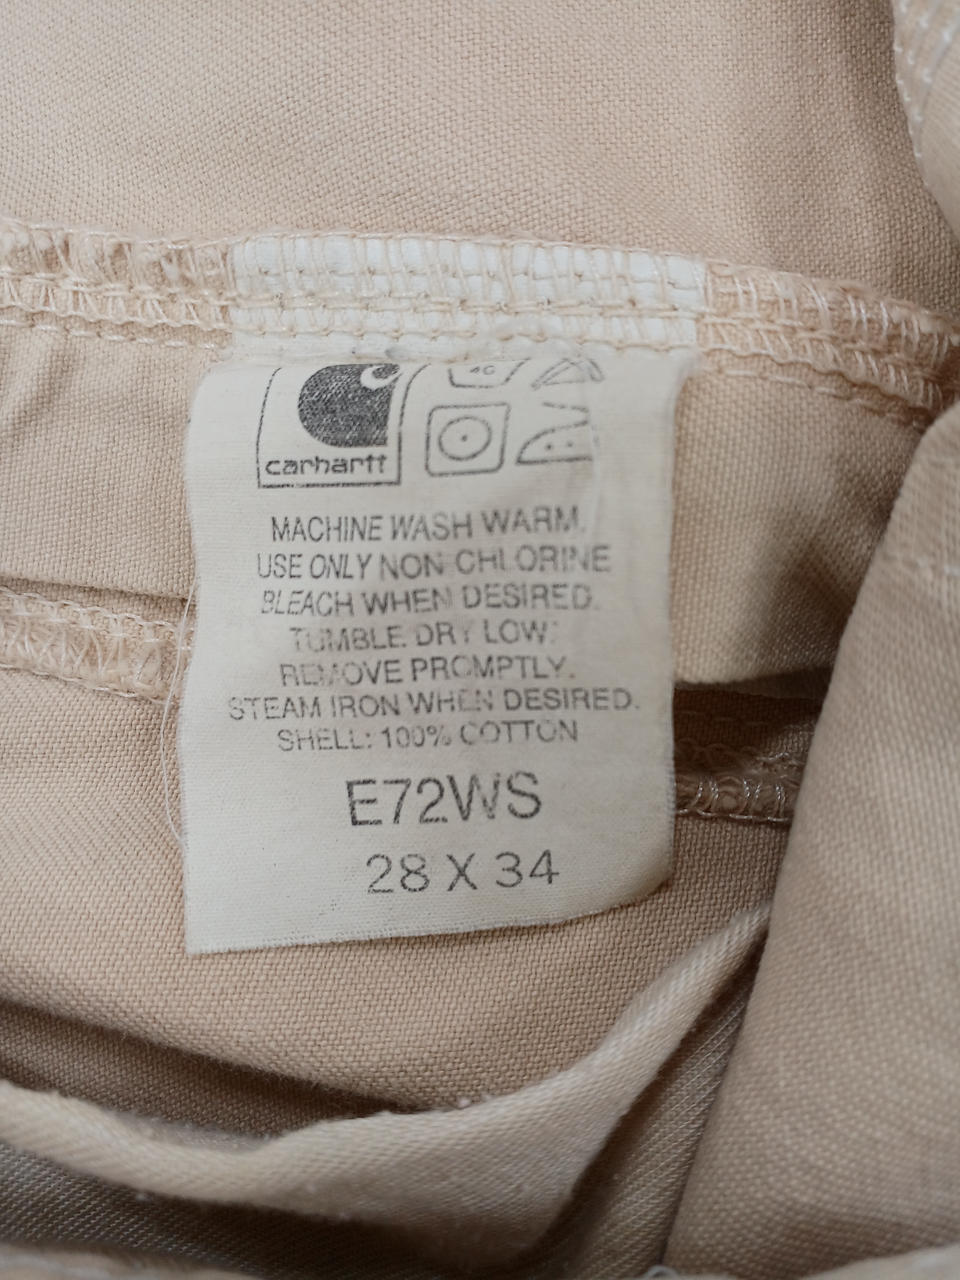 40
carhartt
MACHINE WASH WARM.
USE ONLY NON CHLORINE
BLEACH WHEN DESIRED.
TUMBLE DRY LOW.
REMOVE PROMPTLY.
STEAM IRON WHEN DESIRED.
SHELL: 100% COTTON
E72WS
28 X 34